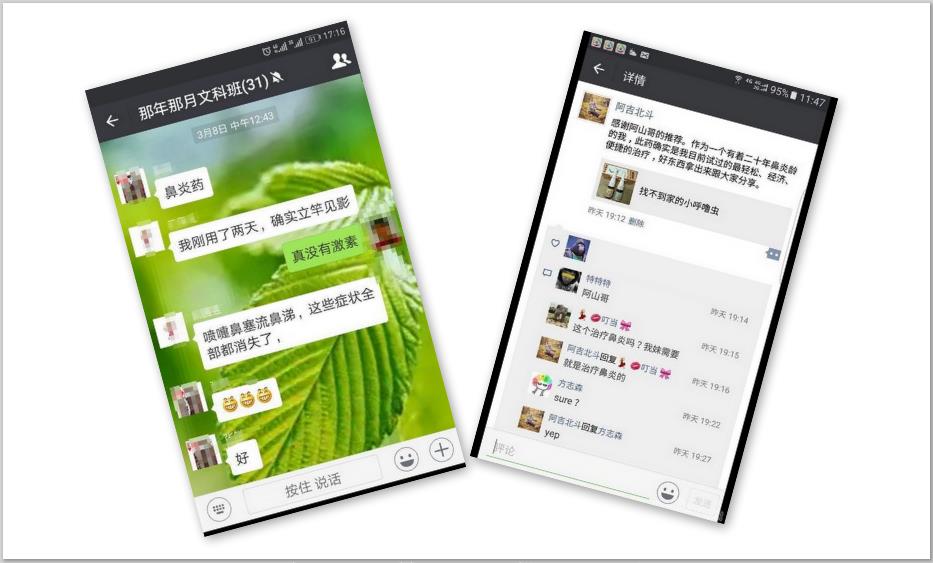 17:16
那年那月文科班(31)
3月8日 中午12:43
鼻炎药
我刚用了两天，确实立竿见影
真没有激素
喷嚏鼻塞流鼻涕，这些症状全
部都消失了，
好
按住 说话
95% 11:47
详情
阿吉北斗
感谢阿山哥的推荐。作为一个有着二十年鼻炎龄
的我，此药确实是我目前试过的最轻松、经济、
便捷的治疗，好东西拿出来跟大家分享。
找不到家的小呼噜虫
昨天 19:12 删除
特特特
阿山哥
昨天 19:14
叮当
这个治疗鼻炎吗？我妹需要
昨天 19:15
阿吉北斗回复叮当
就是治疗鼻炎的
昨天 19:16
方志森
sure？
昨天 19:22
阿吉北斗回复方志森
yep
昨天 19:27
评论
发送